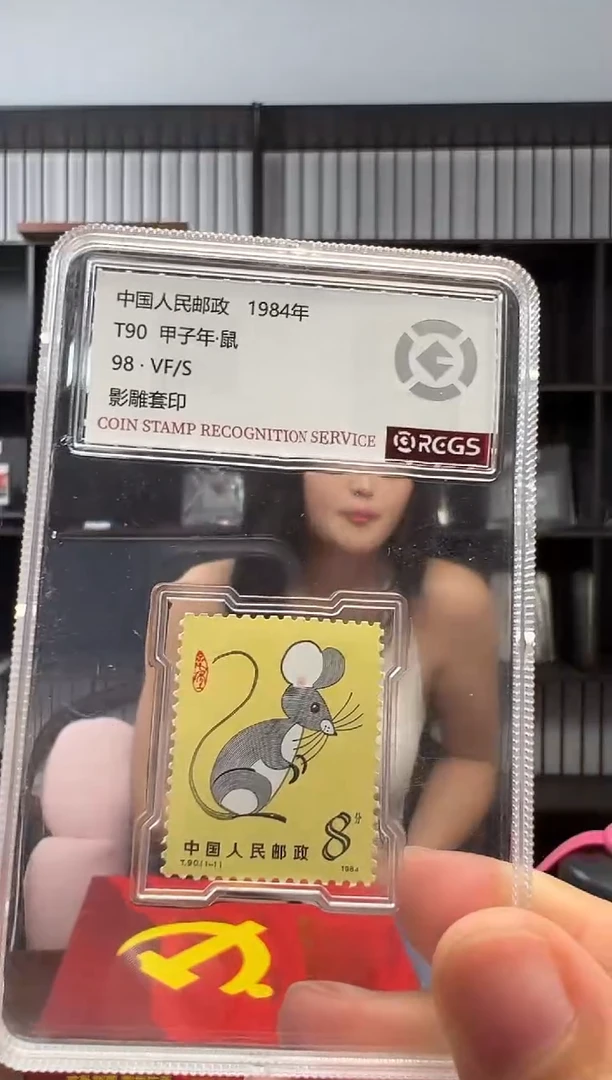 中国人民邮政 1984年
T90 甲子年·鼠
98 · VF/S
影雕套印
COIN STAMP RECOGNITION SERVICE
RCGS
8分
中国人民邮政
T.90.(1-1) 1984